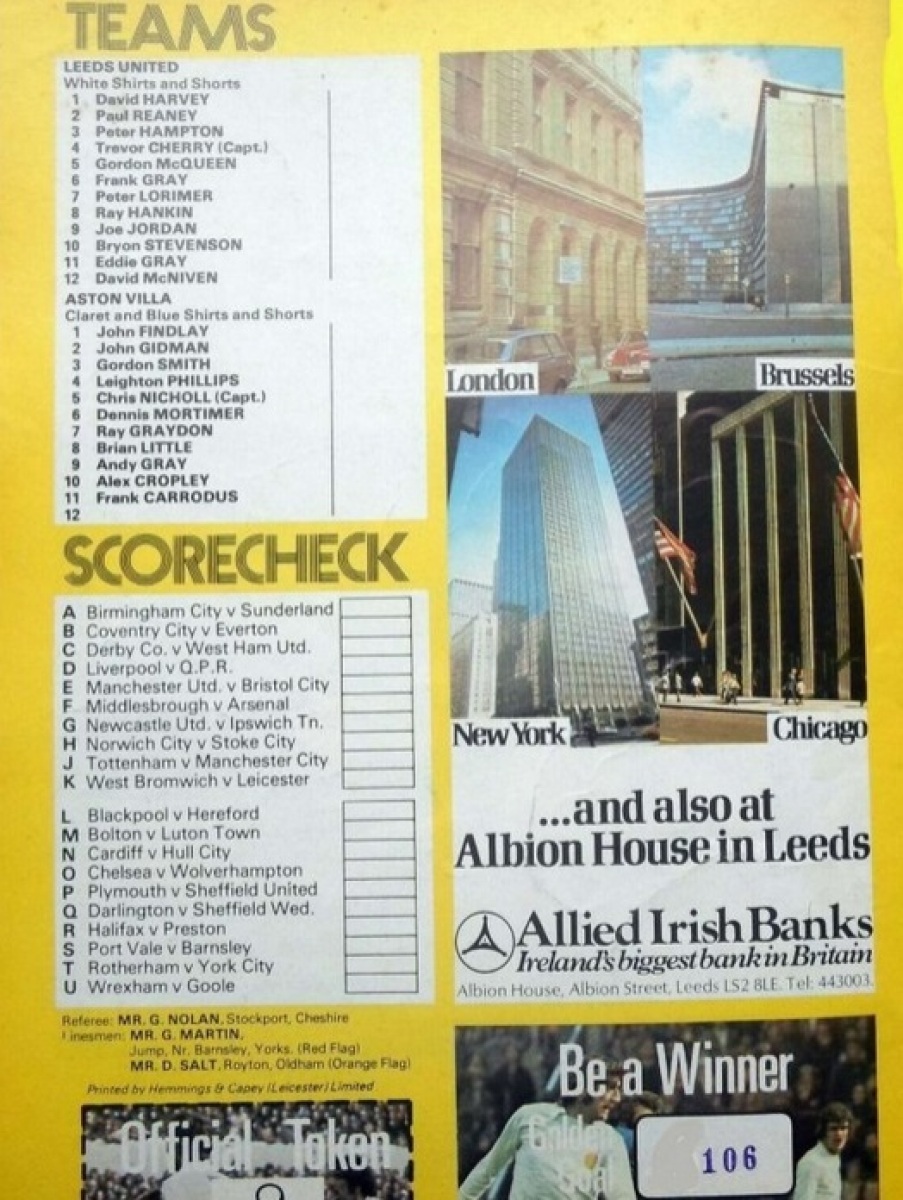 TEAMS
LEEDS UNITED
White Shirts and Shorts
1 David HARVEY
2 Paul REANEY
3 Peter HAMPTON
4 Trevor CHERRY (Capt.)
5 Gordon McQUEEN
6 Frank GRAY
7 Peter LORIMER
8 Ray HANKIN
9 Joe JORDAN
10 Bryon STEVENSON
11 Eddie GRAY
12 David McNIVEN
ASTON VILLA
Claret and Blue Shirts and Shorts
1 John FINDLAY
2 John GIDMAN
3 Gordon SMITH
4 Leighton PHILLIPS
5 Chris NICHOLL (Capt.)
6 Dennis MORTIMER
7 Ray GRAYDON
8 Brian LITTLE
9 Andy GRAY
10 Alex CROPLEY
11 Frank CARRODUS
12
SCORECHECK
A Birmingham City v Sunderland
B Coventry City v Everton
C Derby Co. v West Ham Utd.
D Liverpool v Q.P.R.
E Manchester Utd. v Bristol City
F Middlesbrough v Arsenal
G Newcastle Utd. v Ipswich Tn.
H Norwich City v Stoke City
J Tottenham v Manchester City
K West Bromwich v Leicester
L Blackpool v Hereford
M Bolton v Luton Town
N Cardiff v Hull City
O Chelsea v Wolverhampton
P Plymouth v Sheffield United
Q Darlington v Sheffield Wed.
R Halifax v Preston
S Port Vale v Barnsley
T Rotherham v York City
U Wrexham v Goole
Referee: MR. G. NOLAN, Stockport, Cheshire
Linesmen: MR. G. MARTIN,
Jump, Nr. Barnsley, Yorks. (Red Flag)
MR. D. SALT, Royton, Oldham (Orange Flag)
Printed by Hemmings & Capey (Leicester) Limited
Official Token
London
Brussels
New York
Chicago
...and also at
Albion House in Leeds
Allied Irish Banks
Ireland's biggest bank in Britain
Albion House, Albion Street, Leeds LS2 8LE. Tel: 443003.
Be a Winner
Golden
Goal
106